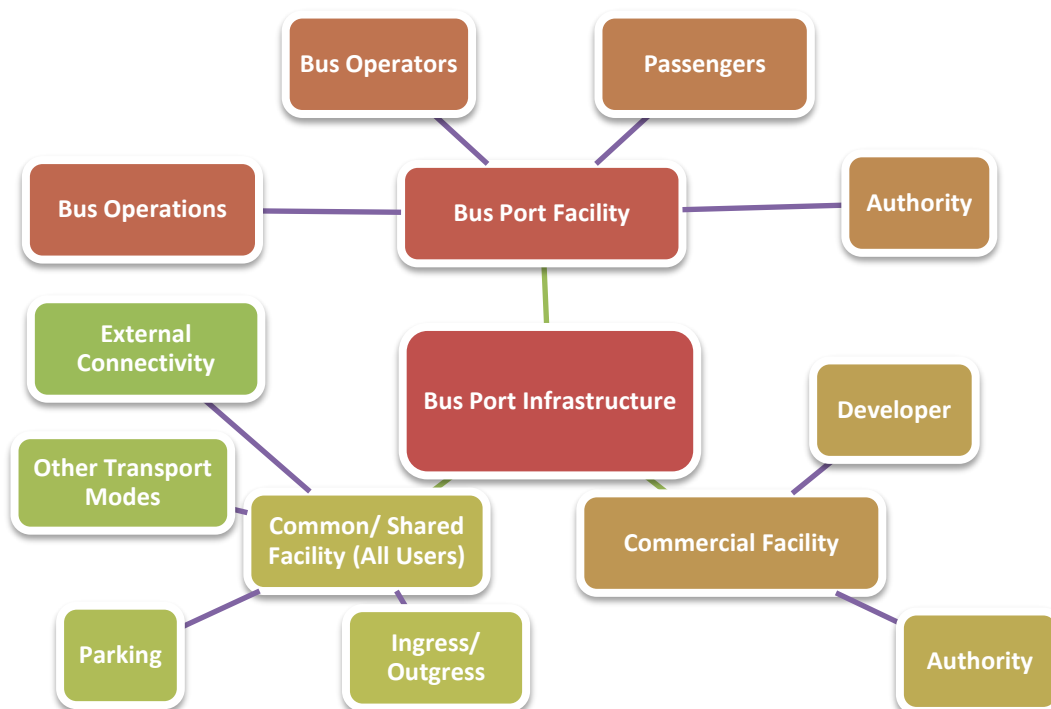 Bus Operators
Passengers
Bus Operations
Bus Port Facility
Authority
External
Connectivity
Bus Port Infrastructure
Developer
Other Transport
Modes
Common/ Shared
Facility (All Users)
Commercial Facility
Parking
Ingress/
Outgress
Authority